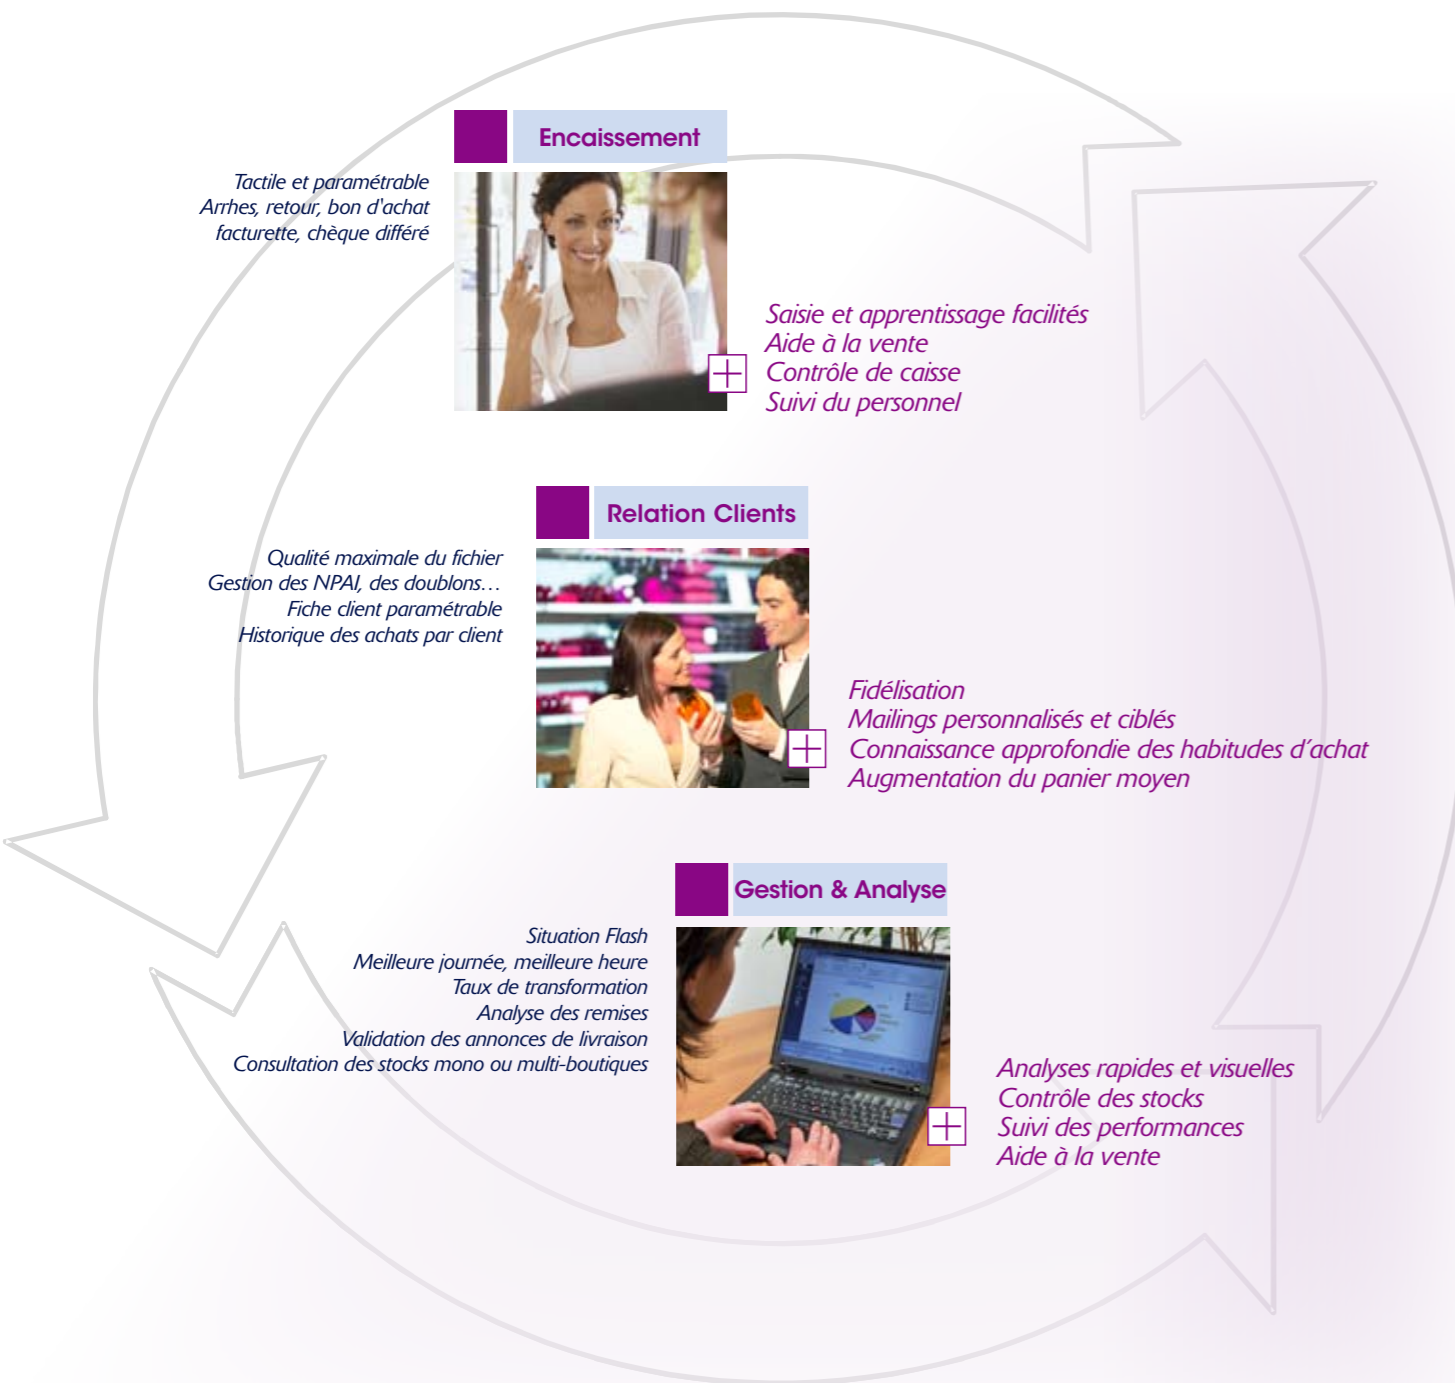 Encaissement
Tactile et paramétrable
Arrhes, retour, bon d'achat
facturette, chèque différé
Saisie et apprentissage facilités
Aide à la vente
Contrôle de caisse
Suivi du personnel
Relation Clients
Qualité maximale du fichier
Gestion des NPAI, des doublons…
Fiche client paramétrable
Historique des achats par client
Fidélisation
Mailings personnalisés et ciblés
Connaissance approfondie des habitudes d’achat
Augmentation du panier moyen
Gestion & Analyse
Situation Flash
Meilleure journée, meilleure heure
Taux de transformation
Analyse des remises
Validation des annonces de livraison
Consultation des stocks mono ou multi-boutiques
Analyses rapides et visuelles
Contrôle des stocks
Suivi des performances
Aide à la vente